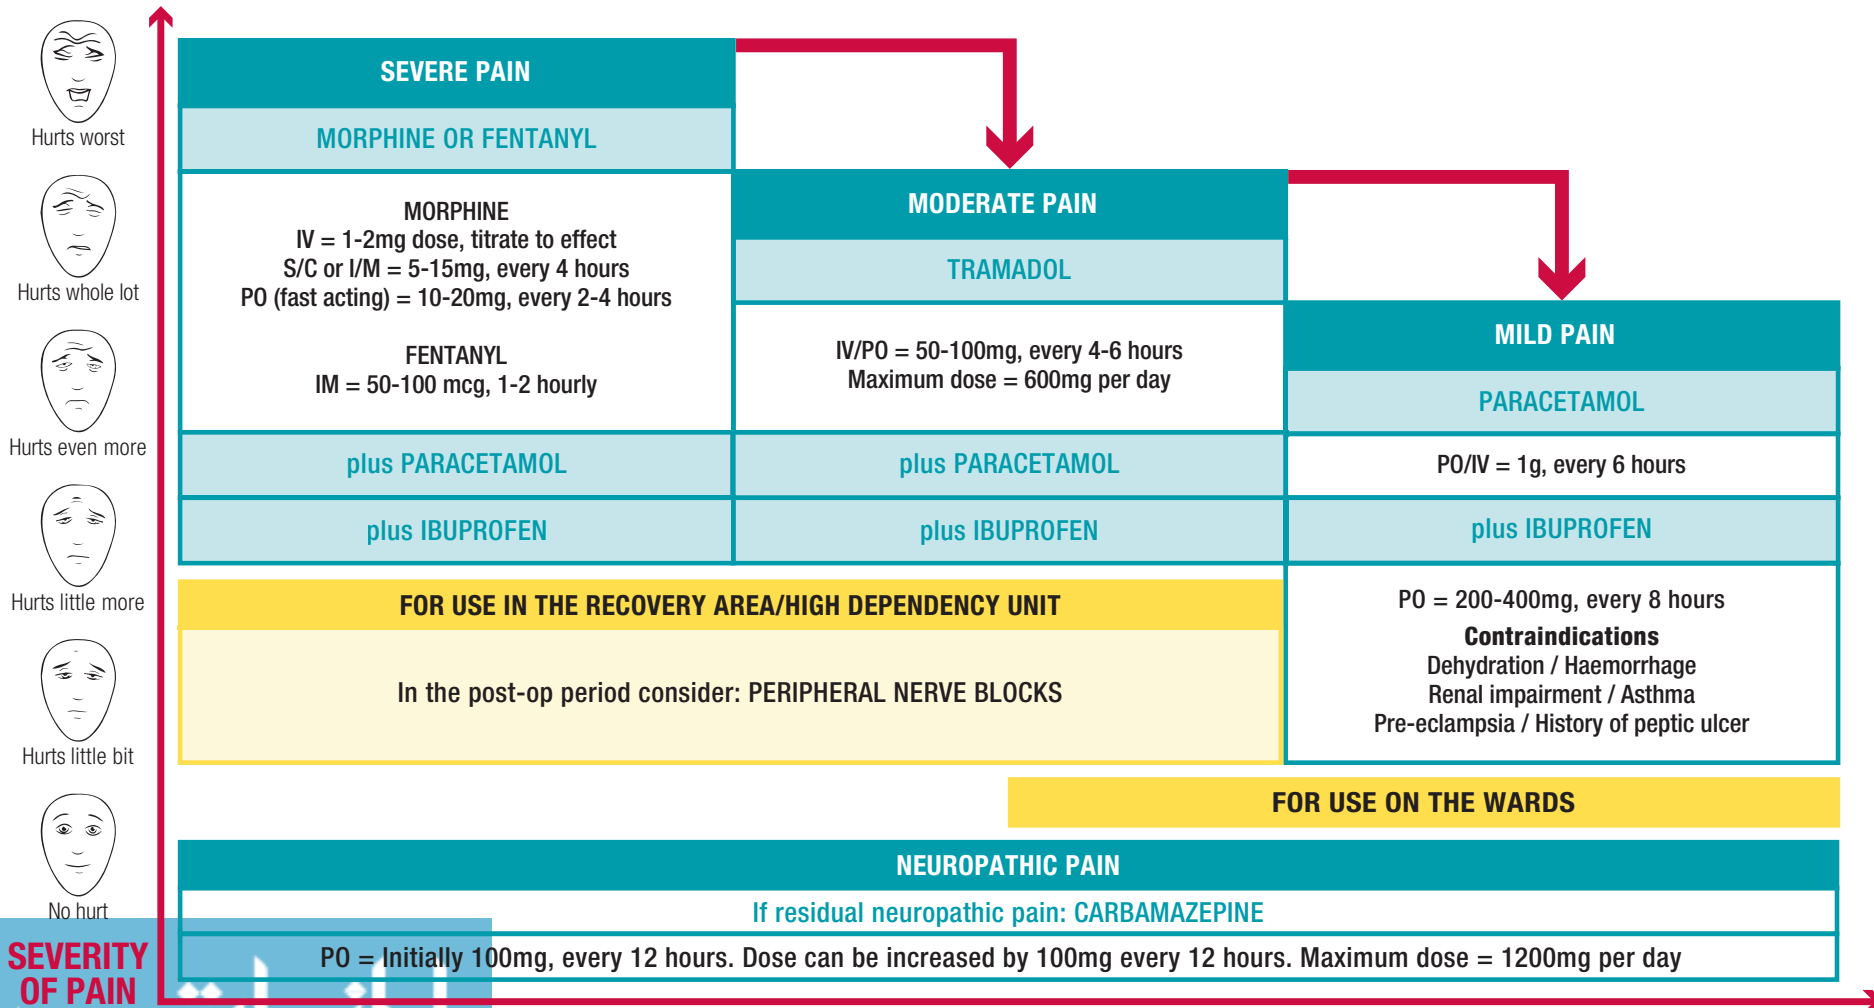 Hurts worst
Hurts whole lot
Hurts even more
Hurts little more
Hurts little bit
No hurt
SEVERITY
OF PAIN
SEVERE PAIN
MORPHINE OR FENTANYL
MORPHINE
IV = 1-2mg dose, titrate to effect
S/C or I/M = 5-15mg, every 4 hours
PO (fast acting) = 10-20mg, every 2-4 hours
FENTANYL
IM = 50-100 mcg, 1-2 hourly
plus PARACETAMOL
plus IBUPROFEN
MODERATE PAIN
TRAMADOL
IV/PO = 50-100mg, every 4-6 hours
Maximum dose = 600mg per day
plus PARACETAMOL
plus IBUPROFEN
MILD PAIN
PARACETAMOL
PO/IV = 1g, every 6 hours
plus IBUPROFEN
PO = 200-400mg, every 8 hours
Contraindications
Dehydration / Haemorrhage
Renal impairment / Asthma
Pre-eclampsia / History of peptic ulcer
FOR USE IN THE RECOVERY AREA/HIGH DEPENDENCY UNIT
In the post-op period consider: PERIPHERAL NERVE BLOCKS
FOR USE ON THE WARDS
NEUROPATHIC PAIN
If residual neuropathic pain: CARBAMAZEPINE
PO = Initially 100mg, every 12 hours. Dose can be increased by 100mg every 12 hours. Maximum dose = 1200mg per day